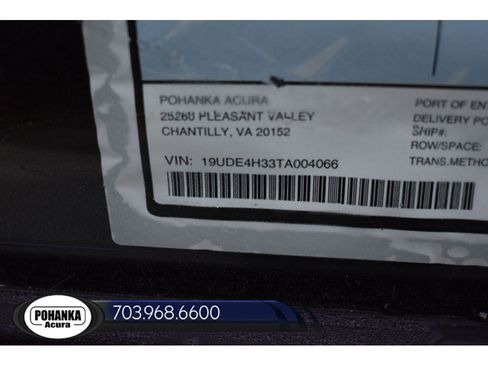 POHANKA ACURA
25260 PLEASANT VALLEY
CHANTILLY, VA 20152
VIN: 19UDE4H33TA004066
PORT OF ENT
DELIVERY PO
SHIP#:
ROW/SPACE:
TRANS.METHO
POHANKA
Acura
703.968.6600